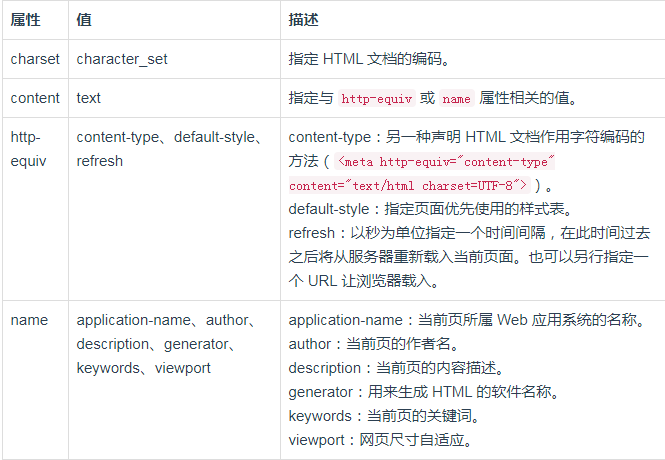 属性 值 描述
charset character_set 指定 HTML 文档的编码。
content text 指定与 http-equiv 或 name 属性相关的值。
http-equiv
content-type、default-style、
refresh
content-type：另一种声明 HTML 文档作用字符编码的
方法（<meta http-equiv="content-type"
content="text/html charset=UTF-8">）。
default-style：指定页面优先使用的样式表。
refresh：以秒为单位指定一个时间间隔，在此时间过去
之后将从服务器重新载入当前页面。也可以另行指定一
个 URL 让浏览器载入。
name
application-name、author、
description、generator、
keywords、viewport
application-name：当前页所属 Web 应用系统的名称。
author：当前页的作者名。
description：当前页的内容描述。
generator：用来生成 HTML 的软件名称。
keywords：当前页的关键词。
viewport：网页尺寸自适应。